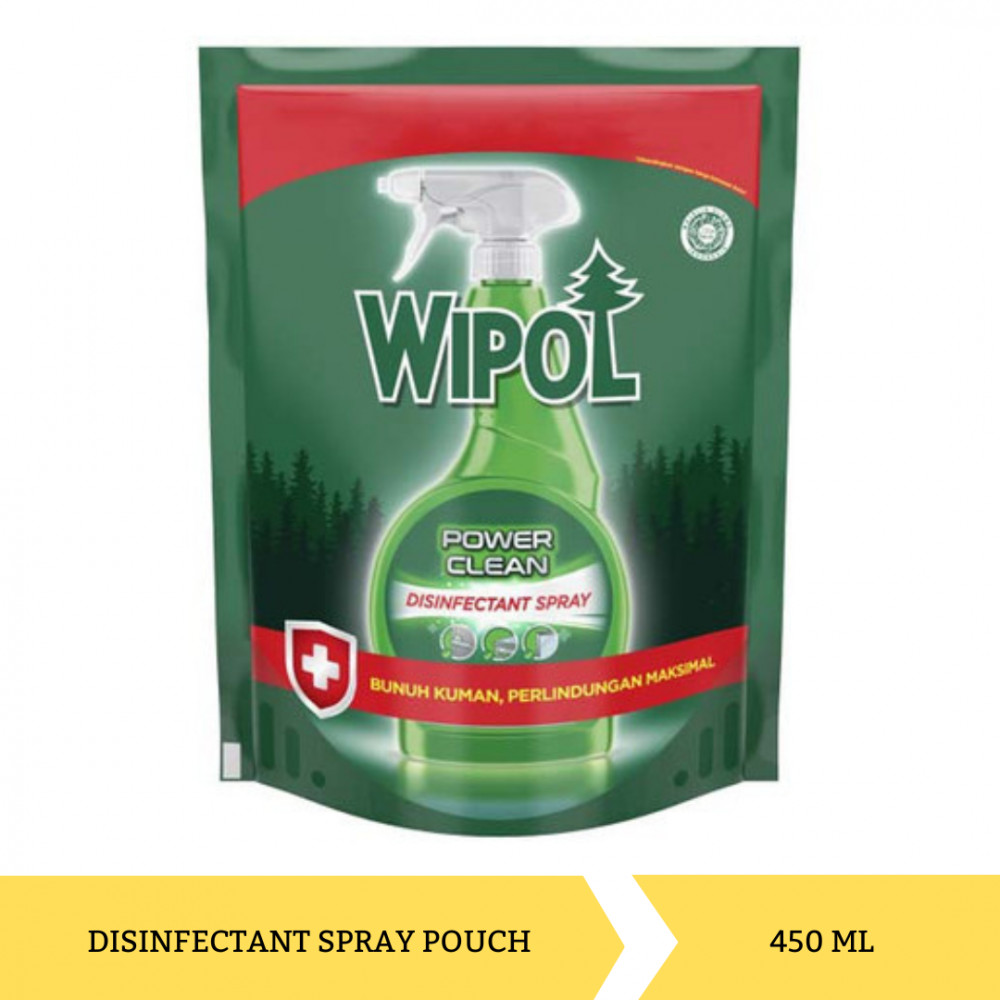 WIPOL
POWER
CLEAN
DISINFECTANT SPRAY
BUNUH KUMAN, PERLINDUNGAN MAKSIMAL
DISINFECTANT SPRAY POUCH
450 ML